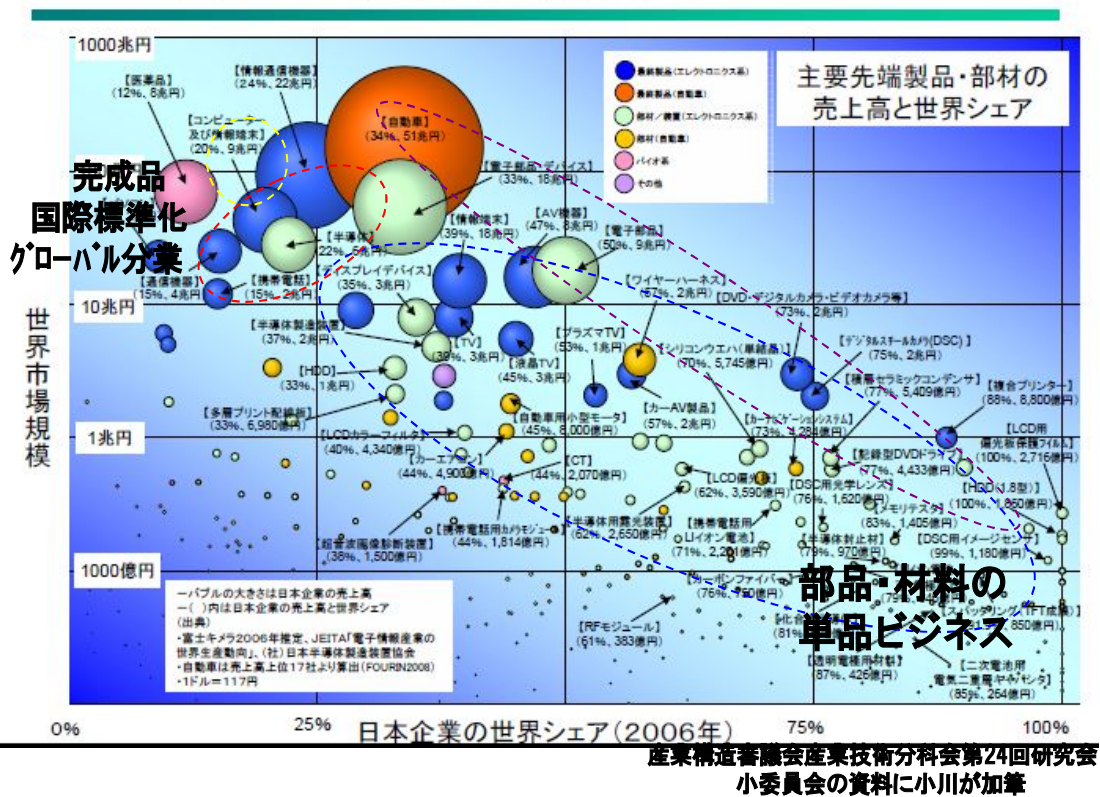 1000兆円
主要先端製品・部材の
売上高と世界シェア
最終製品(エレクトロニクス系)
最終製品(自動車)
部材/装置(エレクトロニクス系)
部材(自動車)
バイオ系
その他
【医薬品】
(12%、8兆円)
【情報通信機器】
(24%、22兆円)
【コンピューター
及び情報端末】
(20%、9兆円)
【自動車】
(34%、51兆円)
【電子部品・デバイス】
(33%、18兆円)
完成品
国際標準化
グローバル分業
【半導体】
(22%、5兆円)
【情報端末】
(39%、18兆円)
【AV機器】
(47%、8兆円)
【電子部品】
(50%、9兆円)
【通信機器】
(15%、4兆円)
【携帯電話】
(15%、2兆円)
【ディスプレイデバイス】
(35%、3兆円)
【ワイヤーハーネス】
(57%、2兆円)
【DVD・デジタルカメラ・ビデオカメラ等】
(73%、2兆円)
10兆円
世界市場規模
【半導体製造装置】
(37%、2兆円)
【TV】
(39%、3兆円)
【液晶TV】
(45%、3兆円)
【プラズマTV】
(53%、1兆円)
【シリコンウエハ(単結晶)】
(70%、5,745億円)
【デジタルスチールカメラ(DSC)】
(75%、2兆円)
【HDD】
(33%、1兆円)
【積層セラミックコンデンサ】
(77%、5,409億円)
【複合プリンター】
(88%、8,800億円)
【多層プリント配線板】
(33%、6,980億円)
【自動車用小型モータ】
(45%、8,000億円)
【カーAV製品】
(57%、2兆円)
【カーナビゲーションシステム】
(73%、4,284億円)
【LCD用
偏光板保護フィルム】
(100%、2,716億円)
1兆円
【LCDカラーフィルタ】
(40%、4,340億円)
【カーエアコン】
(44%、4,900億円)
【CT】
(44%、2,070億円)
【記録型DVDドライブ】
(77%、4,433億円)
【LCD偏光板】
(62%、3,590億円)
【DSC用光学レンズ】
(76%、1,620億円)
【HDD(1.8型)】
(100%、1,850億円)
【携帯電話用カメラモジュール】
(44%、1,814億円)
【半導体用露光装置】
(62%、2,650億円)
【携帯電話用
LIイオン電池】
(71%、2,201億円)
【メモリテスタ】
(83%、1,405億円)
【超音波画像診断装置】
(38%、1,500億円)
【半導体封止材】
(79%、970億円)
【DSC用イメージセンサ】
(99%、1,180億円)
1000億円
【カーボンファイバー】
(76%、750億円)
部品・材料の
単品ビジネス
850億円)
【RFモジュール】
(61%、383億円)
【透明電極用材料】
(87%、426億円)
【二次電池用
電気二重層キャパシタ】
(85%、264億円)
ーバブルの大きさは日本企業の売上高
ー( )内は日本企業の売上高と世界シェア
(出典)
・富士キメラ2006年推定、JEITA「電子情報産業の
世界生産動向」、(社)日本半導体製造装置協会
・自動車は売上高上位17社より算出(FOURIN2008)
・1ドル=117円
0%
25%
日本企業の世界シェア(2006年)
75%
100%
産業構造審議会産業技術分科会第24回研究会
小委員会の資料に小川が加筆